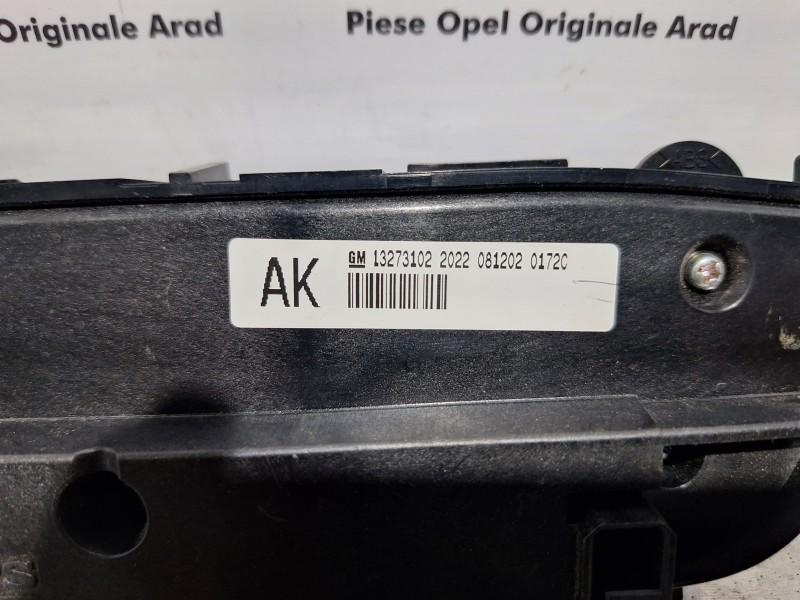 Originale Arad
Piese Opel Originale Arad
>ABS<
AK
GM 13273102 2022 081202 0172C